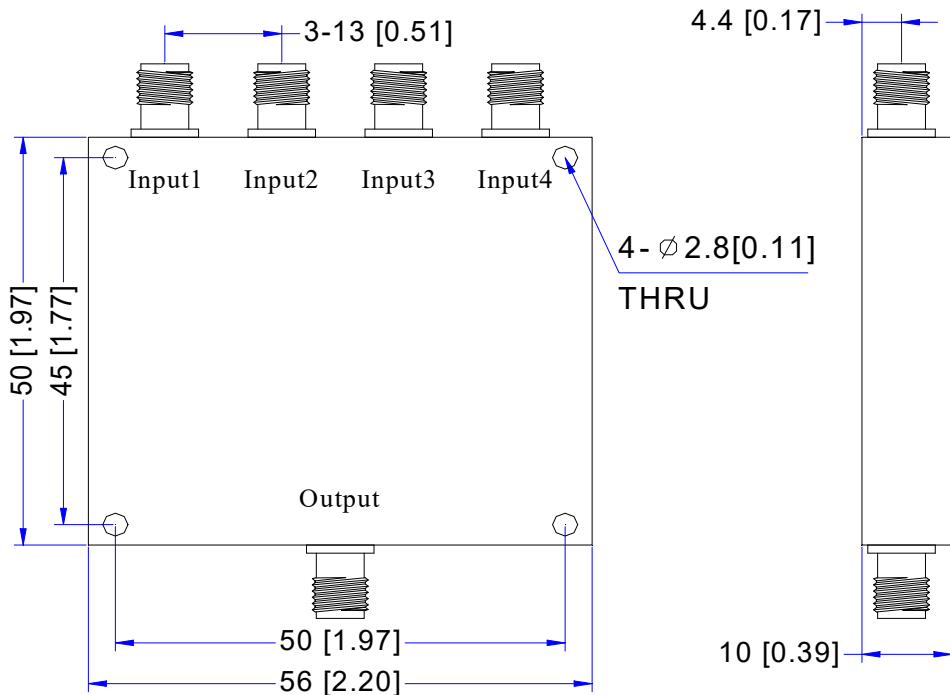 3-13 [0.51]
4.4 [0.17]
Input1 Input2 Input3 Input4
4-∅2.8[0.11]
THRU
50 [1.97]
45 [1.77]
Output
50 [1.97]
56 [2.20]
10 [0.39]